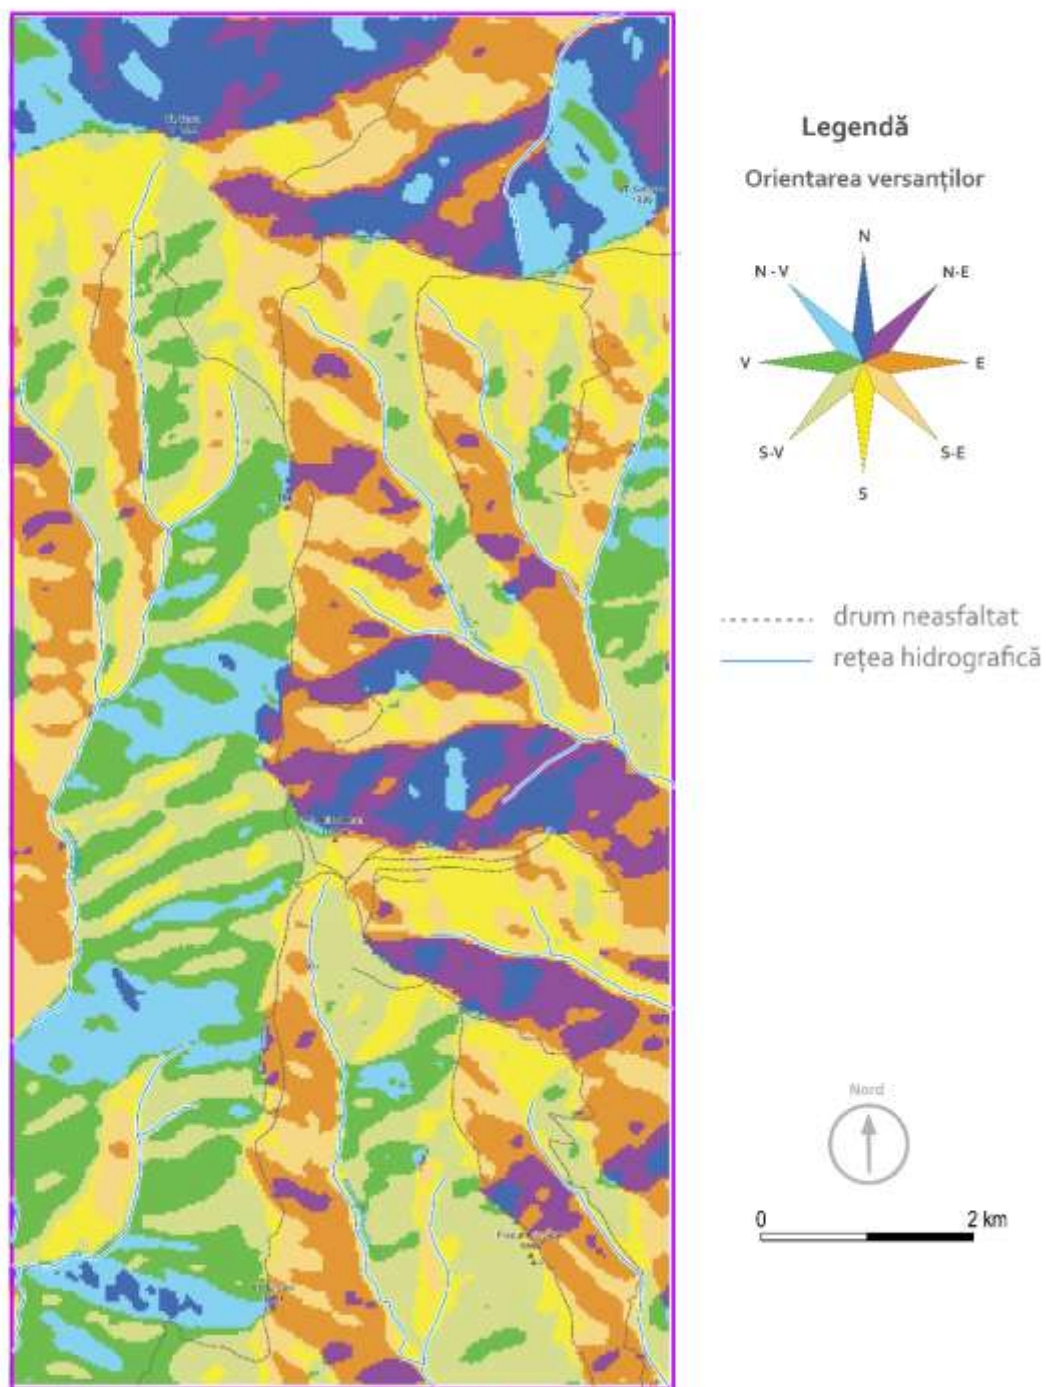 Legendă
Orientarea versanților
N
N - V
N-E
V
E
S-V
S-E
S
drum neasfaltat
rețea hidrografică
Nord
0
2 km